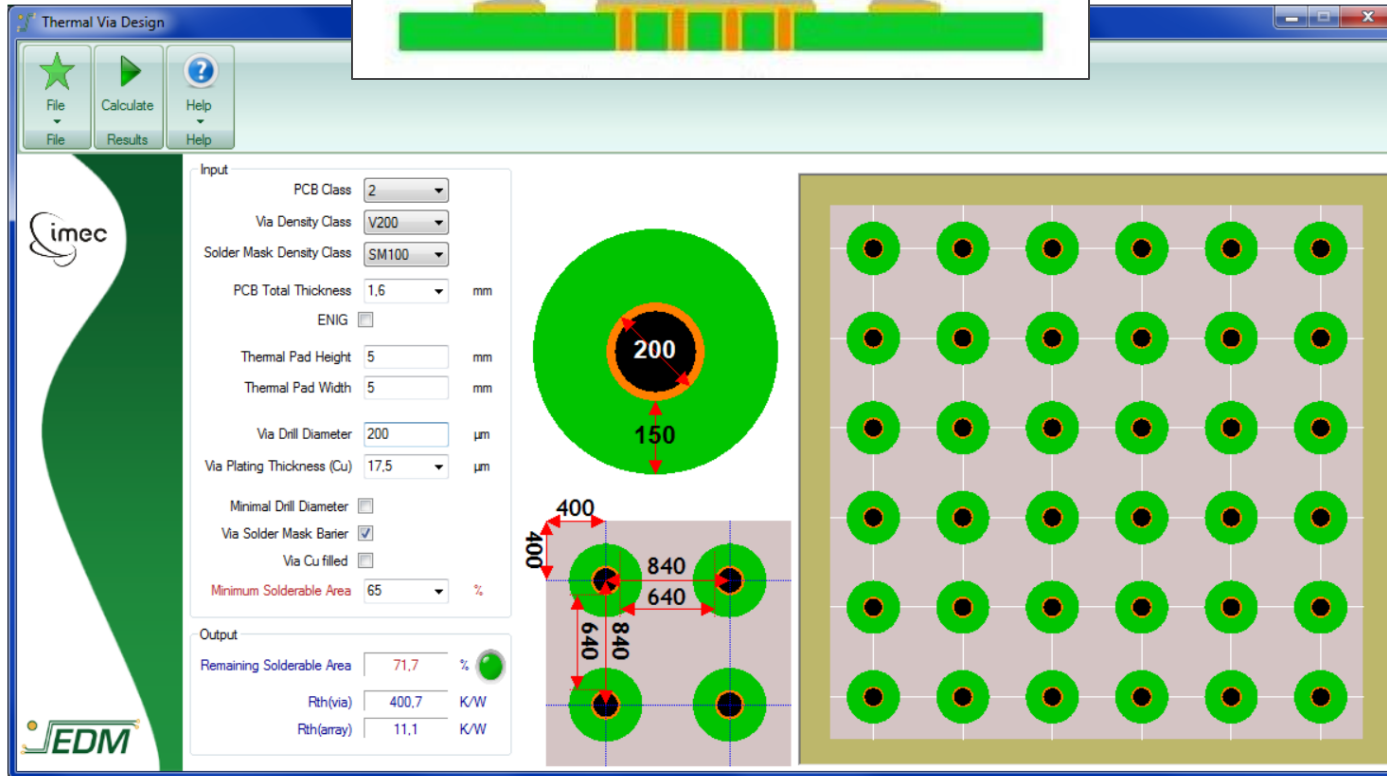 Thermal Via Design
File
Calculate
Help
File
Results
Help
imec
Input
PCB Class 2
Via Density Class V200
Solder Mask Density Class SM100
PCB Total Thickness 1,6 mm
ENIG
Thermal Pad Height 5 mm
Thermal Pad Width 5 mm
Via Drill Diameter 200 μm
Via Plating Thickness (Cu) 17,5 μm
Minimal Drill Diameter
Via Solder Mask Barier
Via Cu filled
Minimum Solderable Area 65 %
Output
Remaining Solderable Area 71,7 %
Rth(via) 400,7 K/W
Rth(array) 11,1 K/W
EDM
200
150
400
400
840
640
640
840